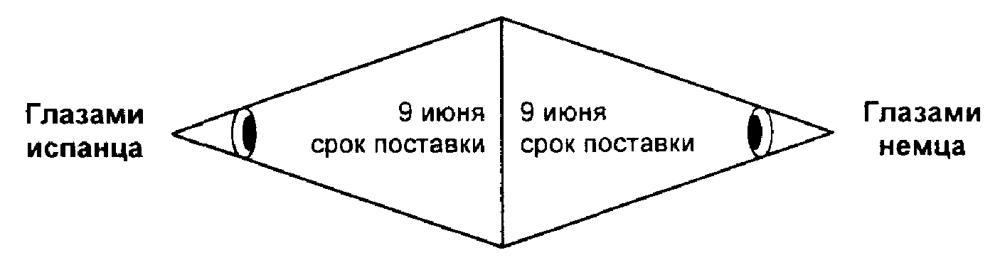 Глазами
испанца
9 июня
срок поставки
9 июня
срок поставки
Глазами
немца